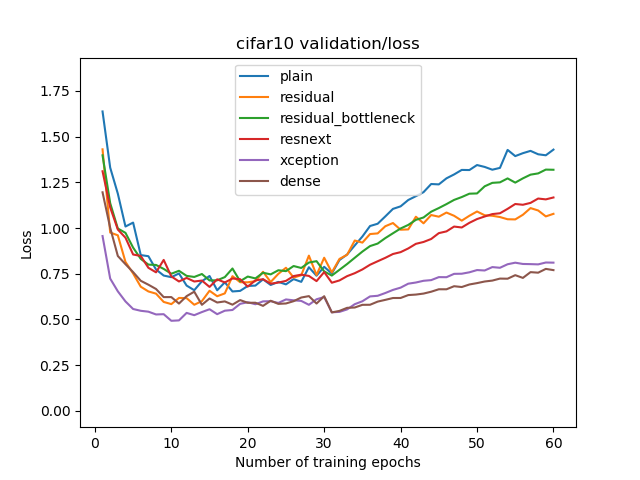 cifar10 validation/loss
plain
residual
residual_bottleneck
resnext
xception
dense
Loss
1.75
1.50
1.25
1.00
0.75
0.50
0.25
0.00
0
10
20
30
40
50
60
Number of training epochs